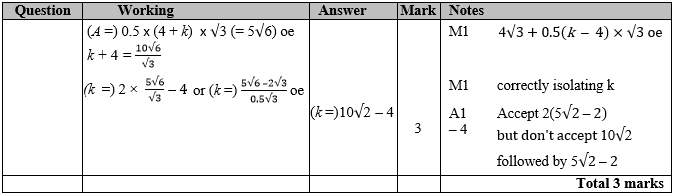 Question Working Answer Mark Notes
(A =) 0.5 x (4 + k) x √3 (= 5√6) oe M1 4√3 + 0.5(k − 4) × √3 oe
k + 4 = 10√6/√3
(k =) 2 × 5√6/√3 − 4 or (k =) 5√6 −2√3/0.5√3 oe M1 correctly isolating k
(k =)10√2 − 4 3 A1 Accept 2(5√2 − 2)
− 4 but don't accept 10√2
followed by 5√2 − 2
Total 3 marks